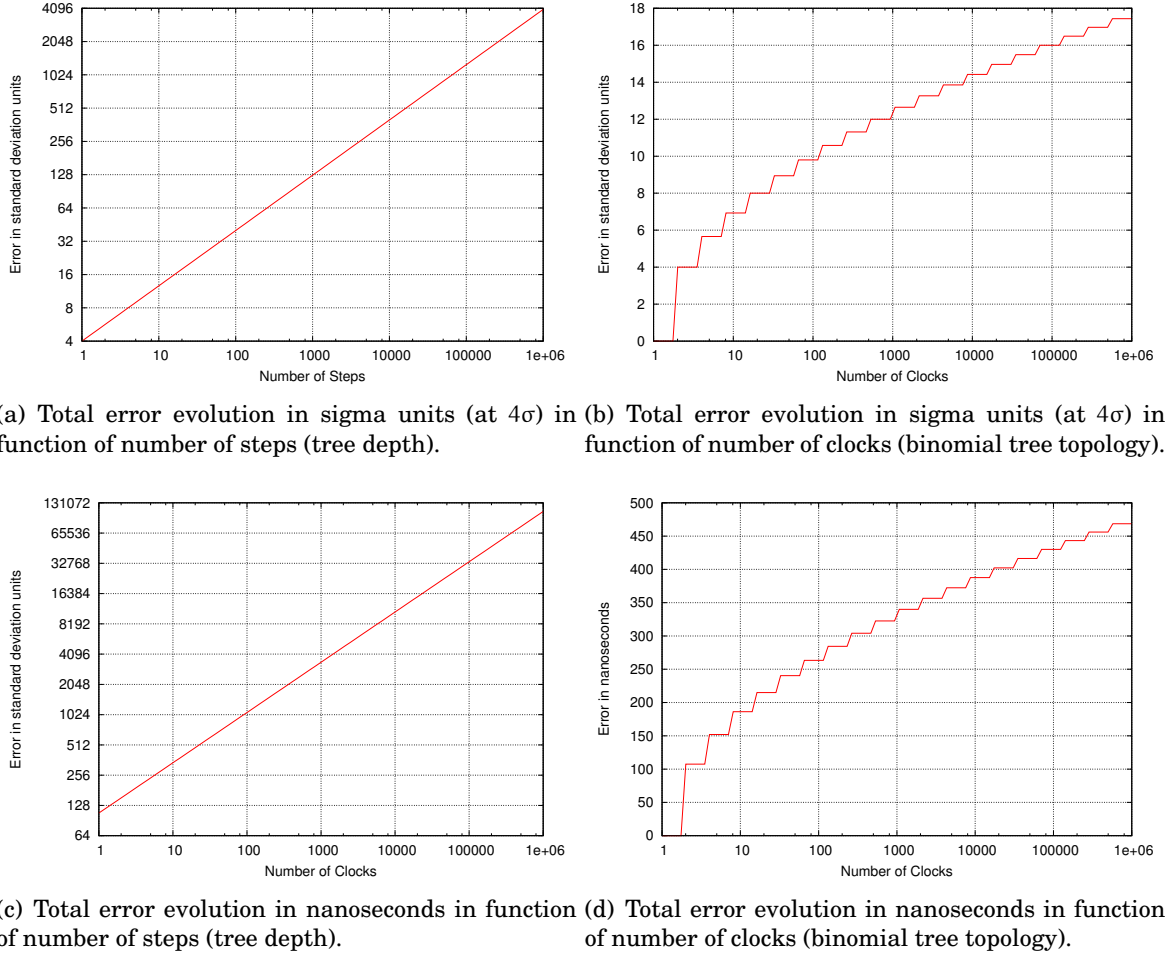 4096
2048
1024
512
256
128
64
32
16
8
4
1 10 100 1000 10000 100000 1e+06
Error in standard deviation units
Number of Steps
18
16
14
12
10
8
6
4
2
0
1 10 100 1000 10000 100000 1e+06
Error in standard deviation units
Number of Clocks
(a) Total error evolution in sigma units (at 4σ) in
function of number of steps (tree depth).
(b) Total error evolution in sigma units (at 4σ) in
function of number of clocks (binomial tree topology).
131072
65536
32768
16384
8192
4096
2048
1024
512
256
128
64
1 10 100 1000 10000 100000 1e+06
Error in standard deviation units
Number of Clocks
500
450
400
350
300
250
200
150
100
50
0
1 10 100 1000 10000 100000 1e+06
Error in nanoseconds
Number of Clocks
(c) Total error evolution in nanoseconds in function
of number of steps (tree depth).
(d) Total error evolution in nanoseconds in function
of number of clocks (binomial tree topology).